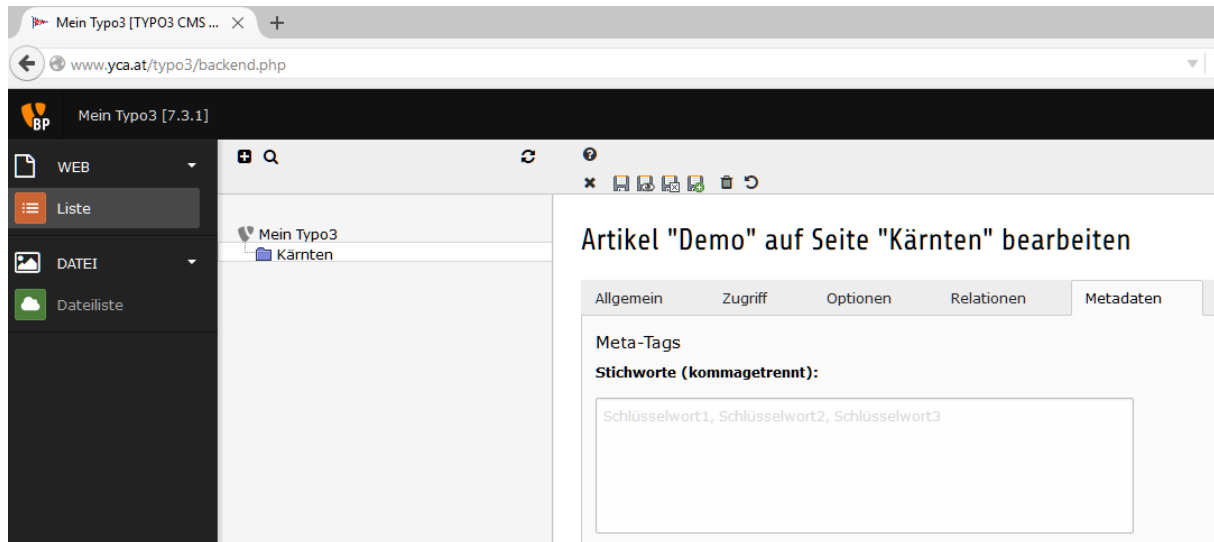 Mein Typo3 [TYPO3 CMS ...
www.yca.at/typo3/backend.php
BP Mein Typo3 [7.3.1]
WEB
Liste
DATEI
Dateiliste
Mein Typo3
Kärnten
Artikel "Demo" auf Seite "Kärnten" bearbeiten
Allgemein Zugriff Optionen Relationen Metadaten
Meta-Tags
Stichworte (kommagetrennt):
Schlüsselwort1, Schlüsselwort2, Schlüsselwort3